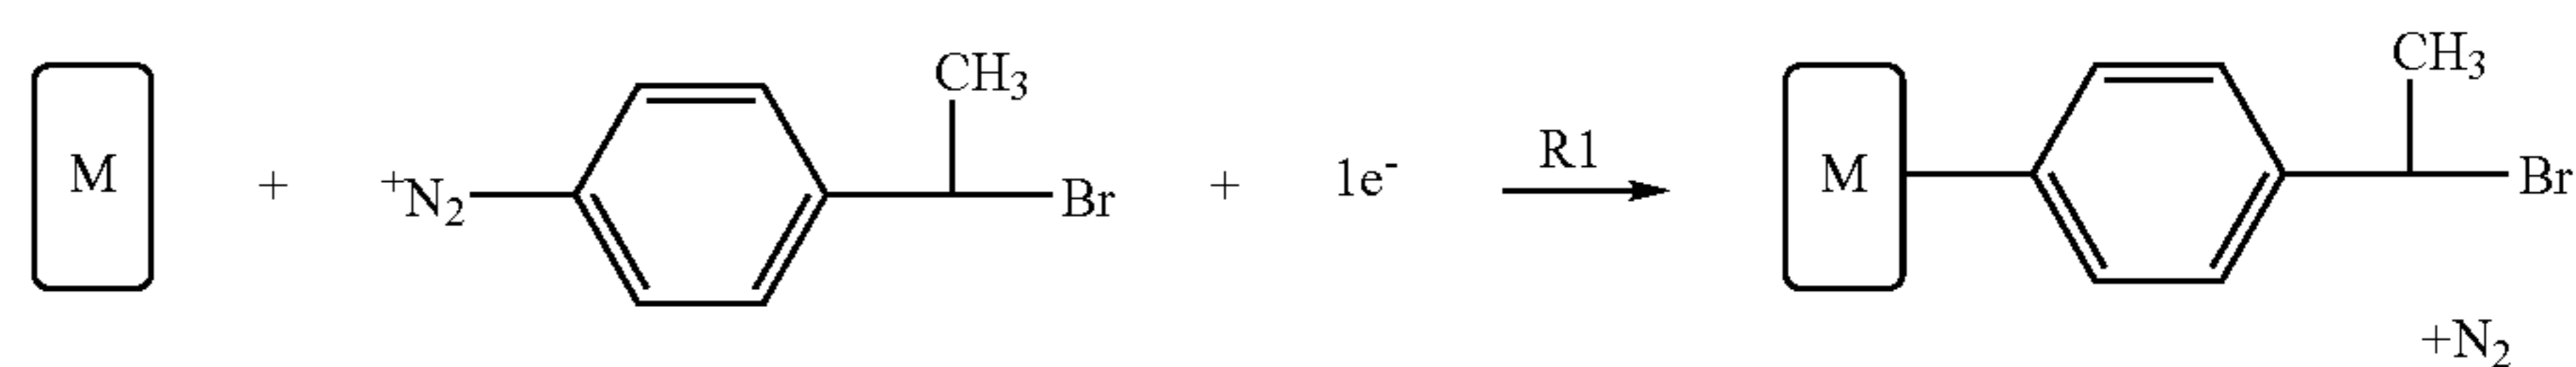 M + ⁺N₂ CH₃ Br + 1e⁻ R1 M CH₃ Br
+N₂